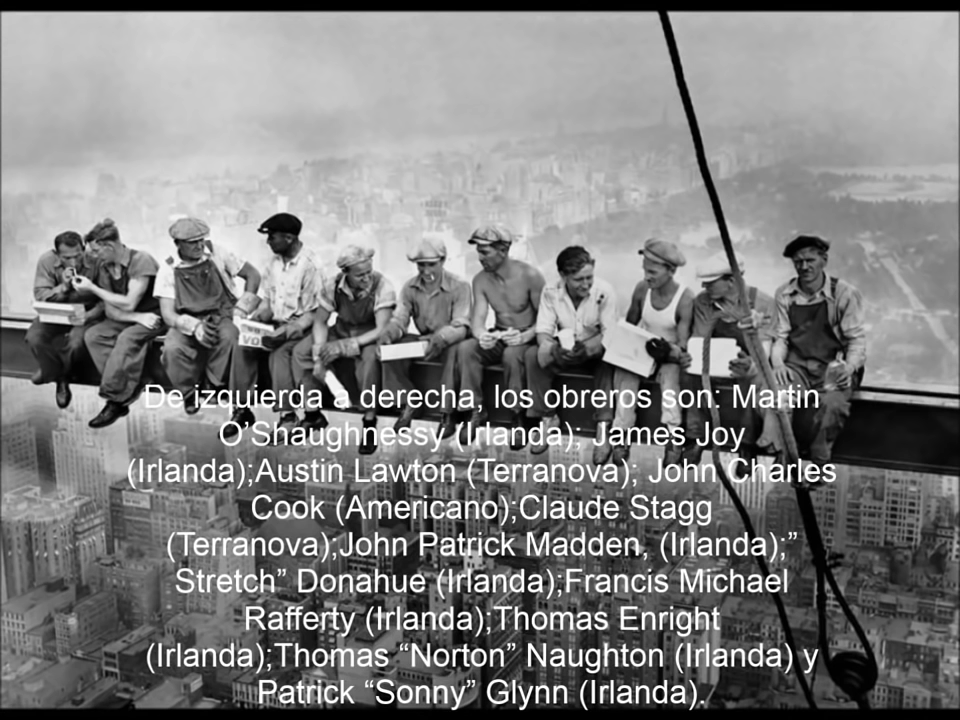 De izquierda a derecha, los obreros son: Martin
O’Shaughnessy (Irlanda); James Joy
(Irlanda);Austin Lawton (Terranova); John Charles
Cook (Americano);Claude Stagg
(Terranova);John Patrick Madden, (Irlanda);”
Stretch” Donahue (Irlanda);Francis Michael
Rafferty (Irlanda);Thomas Enright
(Irlanda);Thomas “Norton” Naughton (Irlanda) y
Patrick “Sonny” Glynn (Irlanda).